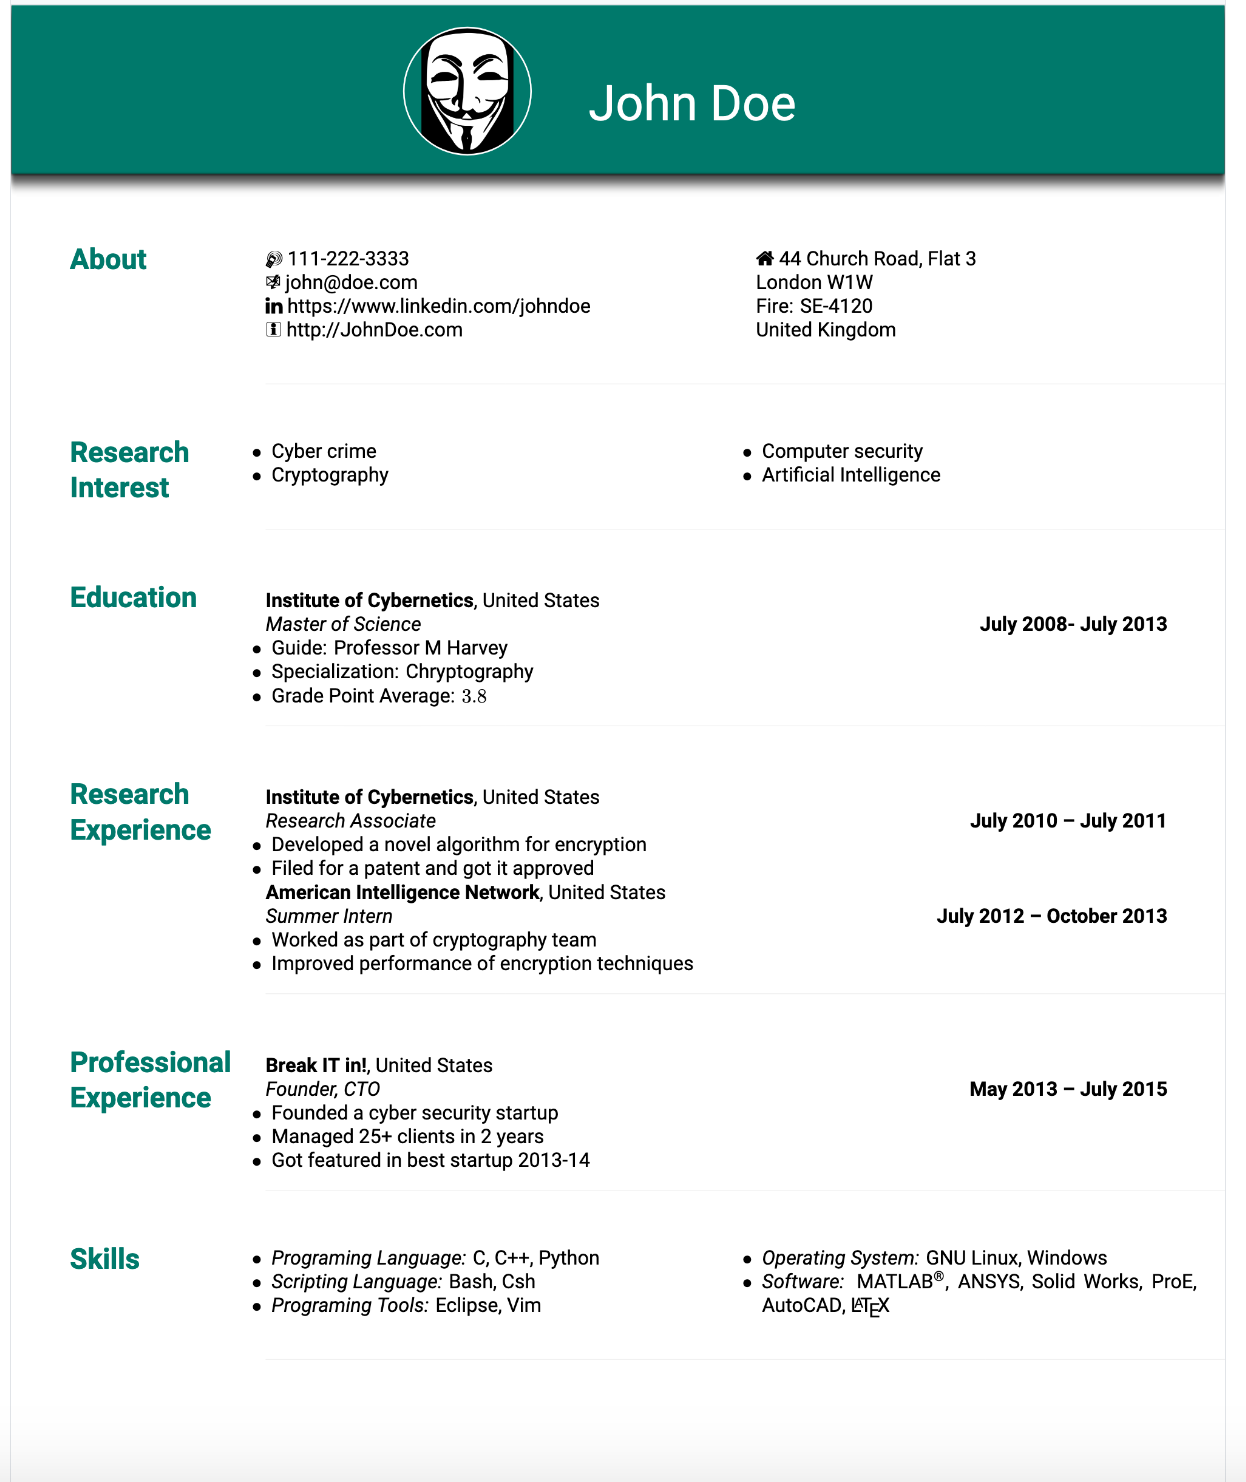 John Doe
About
111-222-3333
john@doe.com
https://www.linkedin.com/johndoe
http://JohnDoe.com
44 Church Road, Flat 3
London W1W
Fire: SE-4120
United Kingdom
Research
Interest
• Cyber crime
• Cryptography
• Computer security
• Artificial Intelligence
Education
Institute of Cybernetics, United States
Master of Science July 2008- July 2013
• Guide: Professor M Harvey
• Specialization: Chryptography
• Grade Point Average: 3.8
Research
Experience
Institute of Cybernetics, United States
Research Associate July 2010 – July 2011
• Developed a novel algorithm for encryption
• Filed for a patent and got it approved
American Intelligence Network, United States
Summer Intern July 2012 – October 2013
• Worked as part of cryptography team
• Improved performance of encryption techniques
Professional
Experience
Break IT in!, United States
Founder, CTO May 2013 – July 2015
• Founded a cyber security startup
• Managed 25+ clients in 2 years
• Got featured in best startup 2013-14
Skills
• Programing Language: C, C++, Python
• Scripting Language: Bash, Csh
• Programing Tools: Eclipse, Vim
• Operating System: GNU Linux, Windows
• Software: MATLAB®, ANSYS, Solid Works, ProE,
AutoCAD, LATEX